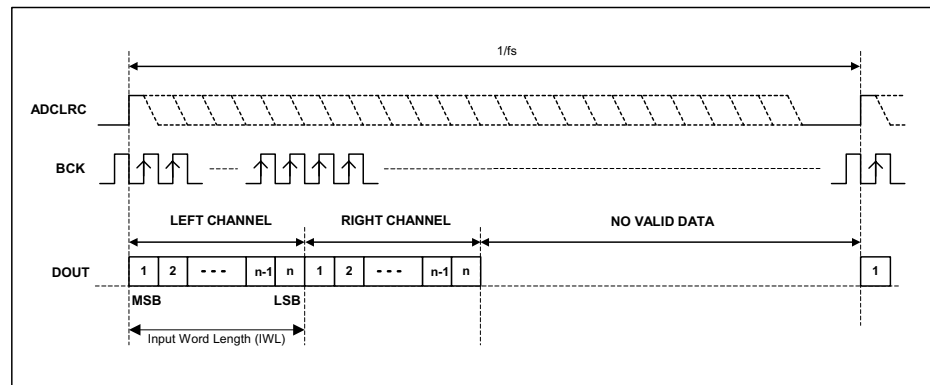 1/fs
ADCLRC
BCK
LEFT CHANNEL RIGHT CHANNEL NO VALID DATA
DOUT 1 2 - - - n-1 n 1 2 - - - n-1 n 1
MSB LSB
Input Word Length (IWL)